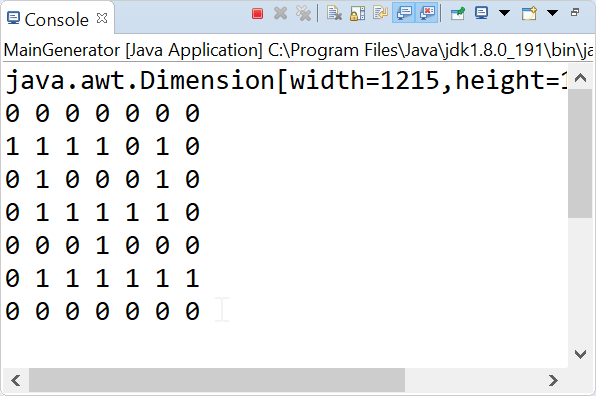 Console
MainGenerator [Java Application] C:\Program Files\Java\jdk1.8.0_191\bin\ja
java.awt.Dimension[width=1215,height=1
0 0 0 0 0 0 0
1 1 1 1 0 1 0
0 1 0 0 0 1 0
0 1 1 1 1 1 0
0 0 0 1 0 0 0
0 1 1 1 1 1 1
0 0 0 0 0 0 0